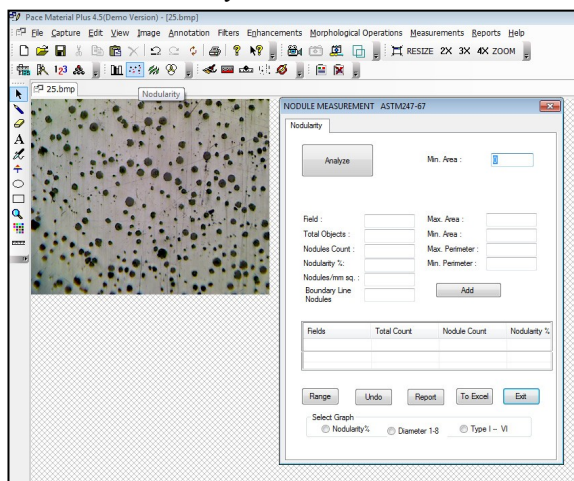 Pace Material Plus 4.5(Demo Version) - [25.bmp]
File Capture Edit View Image Annotation Filters Enhancements Morphological Operations Measurements Reports Help
RESIZE 2X 3X 4X ZOOM
123
25.bmp
Nodularity
A
NODULE MEASUREMENT ASTM247-67
Nodularity
Analyze
Min. Area : 0
Field : Max. Area :
Total Objects : Min. Area :
Nodules Count : Max. Perimeter :
Nodularity %: Min. Perimeter :
Nodules/mm sq. :
Boundary Line
Nodules
Add
Fields Total Count Nodule Count Nodularity %
Range Undo Report To Excel Exit
Select Graph
Nodularity% Diameter 1-8 Type I – VI